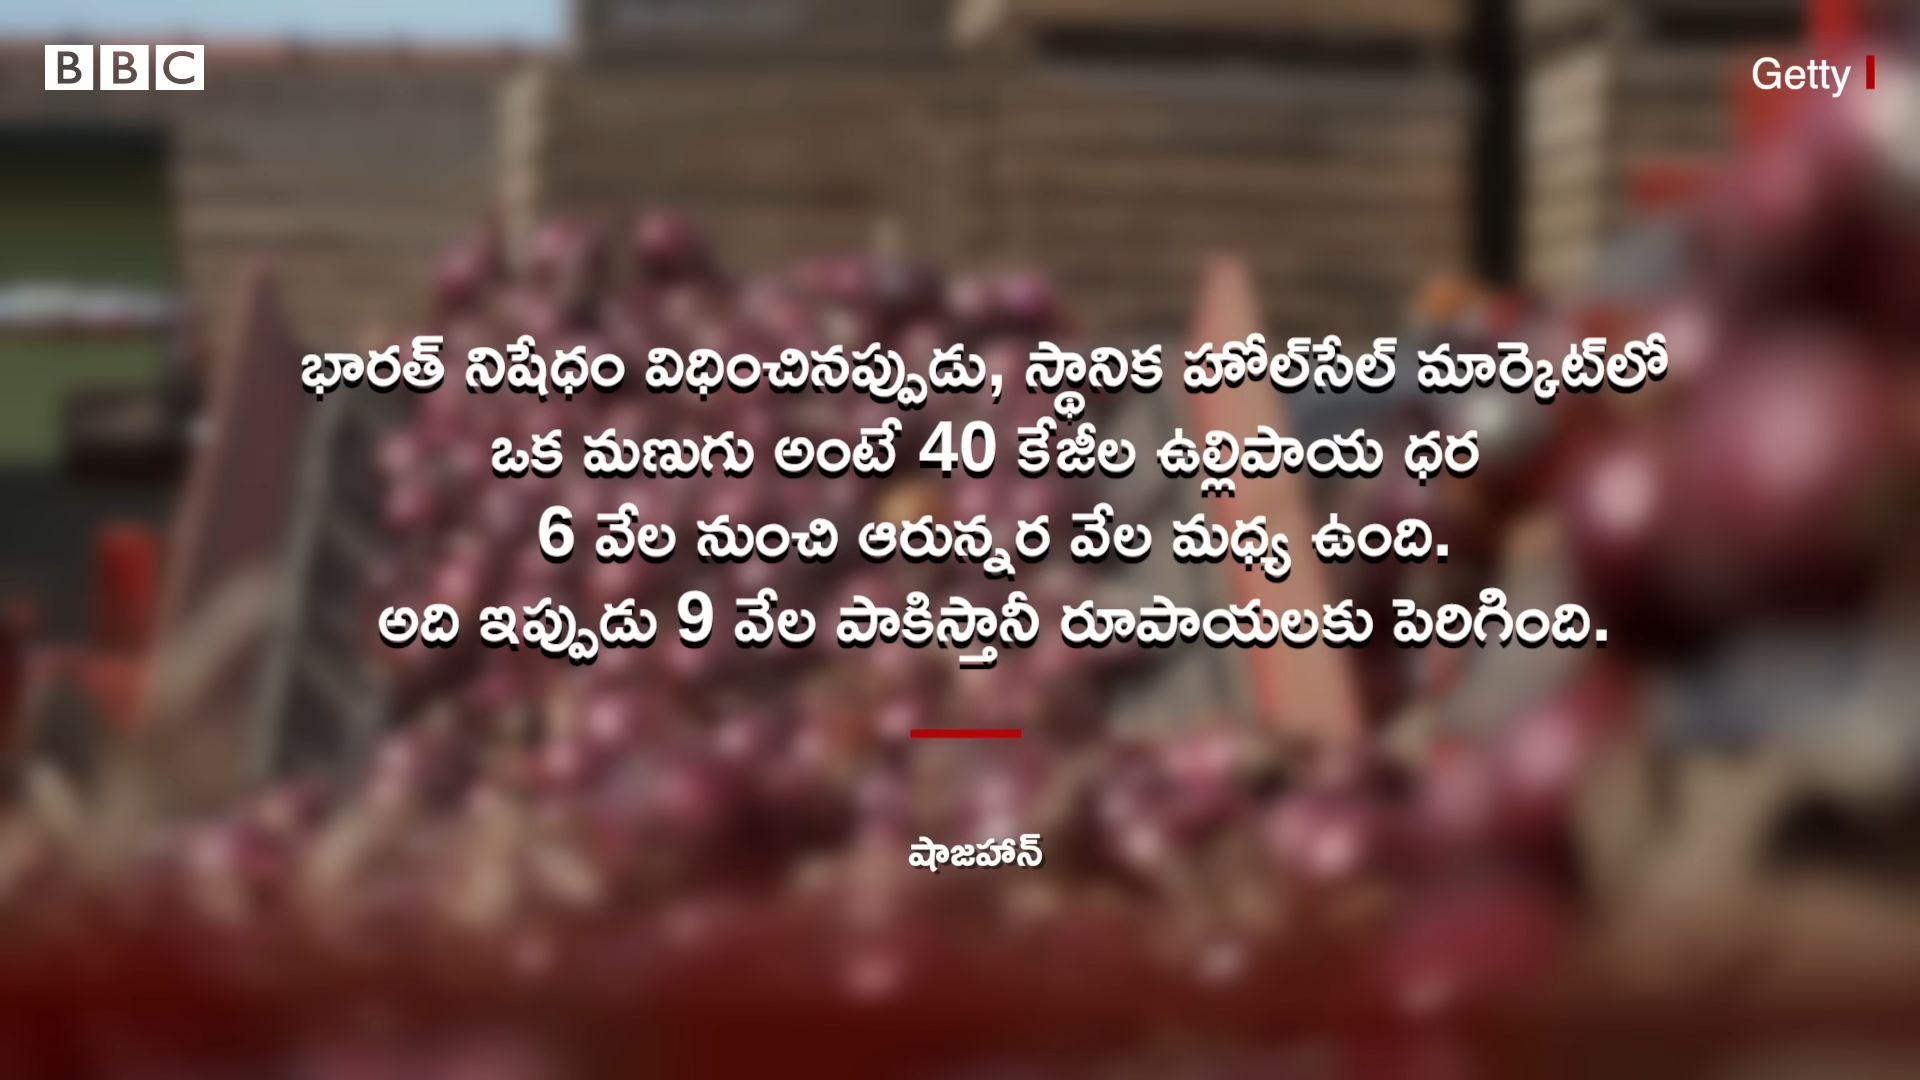 BBC
Getty
భారత్ నిషేధం విధించినప్పుడు, స్థానిక హోల్‌సేల్ మార్కెట్‌లో
ఒక మణుగు అంటే 40 కేజీల ఉల్లిపాయ ధర
6 వేల నుంచి ఆరున్నర వేల మధ్య ఉంది.
అది ఇప్పుడు 9 వేల పాకిస్తానీ రూపాయలకు పెరిగింది.
షాజహాన్